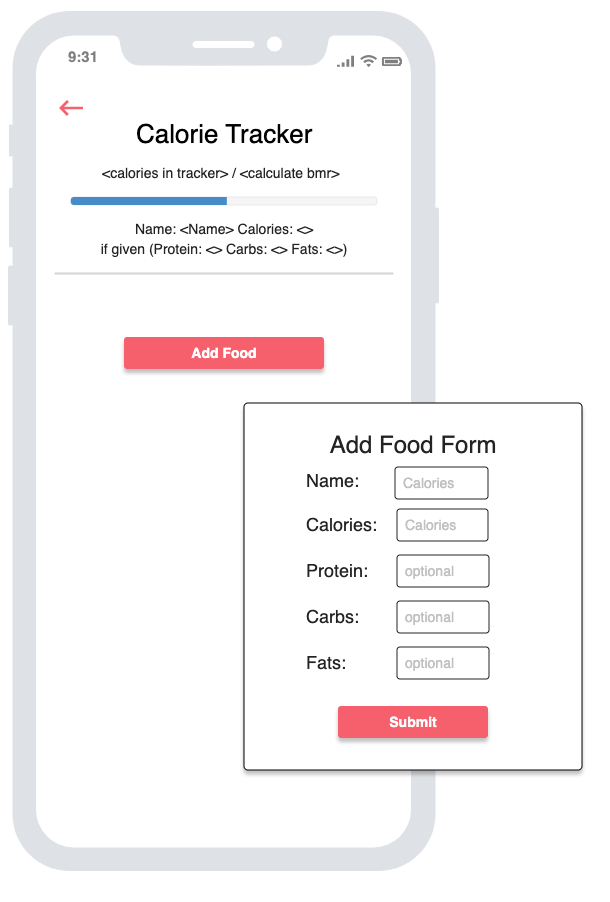 9:31
Calorie Tracker
<calories in tracker> / <calculate bmr>
Name: <Name> Calories: <>
if given (Protein: <> Carbs: <> Fats: <>)
Add Food
Add Food Form
Name: Calories
Calories: Calories
Protein: optional
Carbs: optional
Fats: optional
Submit